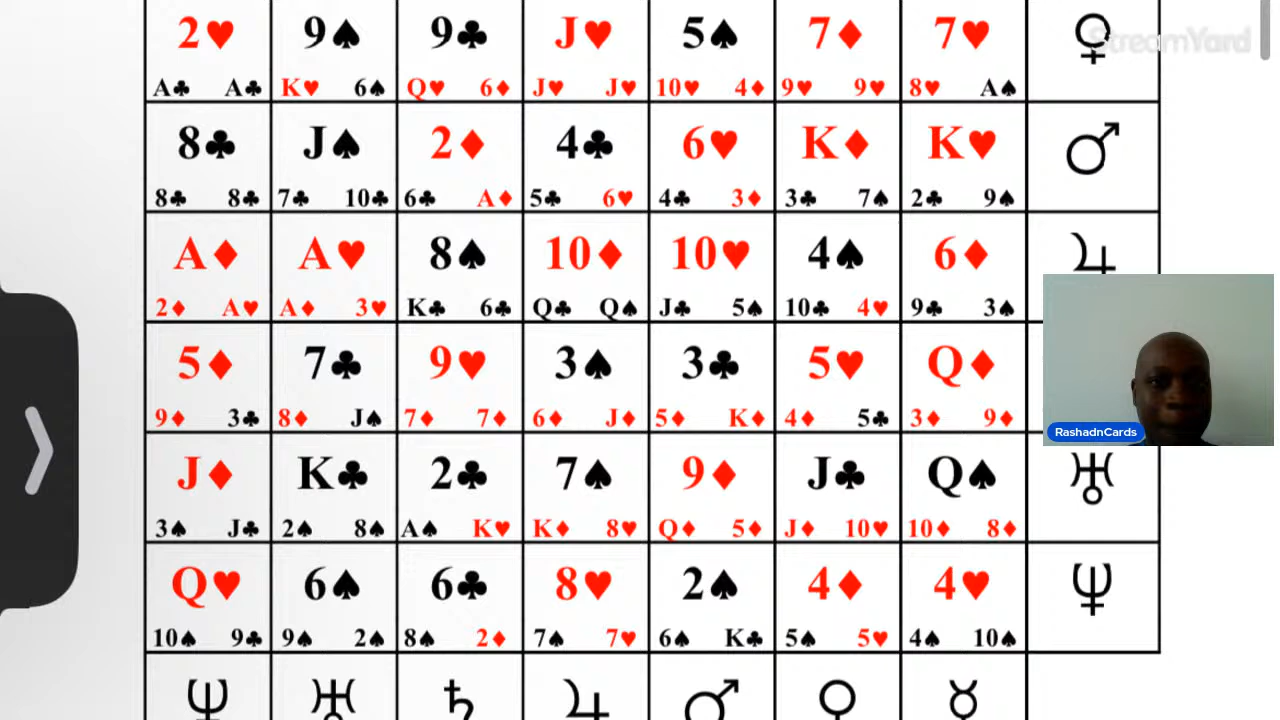 2♥ 9♠ 9♣ J♥ 5♠ 7♦ 7♥ ♀ StreamYard
A♣ A♣ K♥ 6♠ Q♥ 6♦ J♥ J♥ 10♥ 4♦ 9♥ 9♥ 8♥ A♠
8♣ J♠ 2♦ 4♣ 6♥ K♦ K♥ ♂
8♣ 8♣ 7♣ 10♣ 6♣ A♦ 5♣ 6♥ 4♣ 3♦ 3♣ 7♠ 2♣ 9♠
A♦ A♥ 8♠ 10♦ 10♥ 4♠ 6♦ ♃
2♦ A♥ A♦ 3♥ K♣ 6♣ Q♣ Q♠ J♣ 5♠ 10♣ 4♥ 9♣ 3♠
5♦ 7♣ 9♥ 3♠ 3♣ 5♥ Q♦
9♦ 3♣ 8♦ J♠ 7♦ 7♦ 6♦ J♦ 5♦ K♦ 4♦ 5♣ 3♦ 9♦
RashadnCards
J♦ K♣ 2♣ 7♠ 9♦ J♣ Q♠ ♅
3♠ J♣ 2♠ 8♠ A♠ K♥ K♦ 8♥ Q♦ 5♦ J♦ 10♥ 10♦ 8♦
Q♥ 6♠ 6♣ 8♥ 2♠ 4♦ 4♥ ♆
10♠ 9♣ 9♠ 2♠ 8♠ 2♦ 7♠ 7♥ 6♠ K♣ 5♠ 5♥ 4♠ 10♠
♆ ♅ ♄ ♃ ♂ ♀ ☿